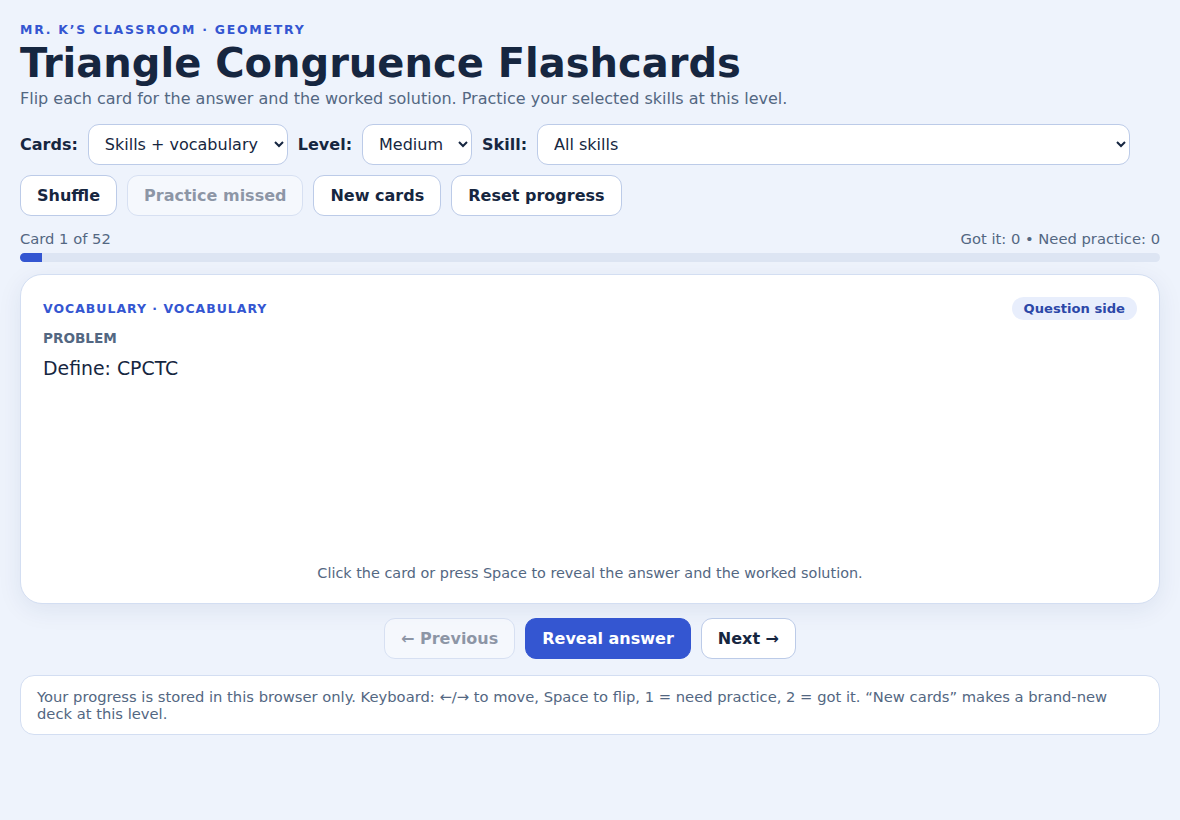 MR. K’S CLASSROOM · GEOMETRY
Triangle Congruence Flashcards
Flip each card for the answer and the worked solution. Practice your selected skills at this level.
Cards: Skills + vocabulary Level: Medium Skill: All skills
Shuffle Practice missed New cards Reset progress
Card 1 of 52 Got it: 0 • Need practice: 0
VOCABULARY · VOCABULARY Question side
PROBLEM
Define: CPCTC
Click the card or press Space to reveal the answer and the worked solution.
← Previous Reveal answer Next →
Your progress is stored in this browser only. Keyboard: ←/→ to move, Space to flip, 1 = need practice, 2 = got it. “New cards” makes a brand-new
deck at this level.